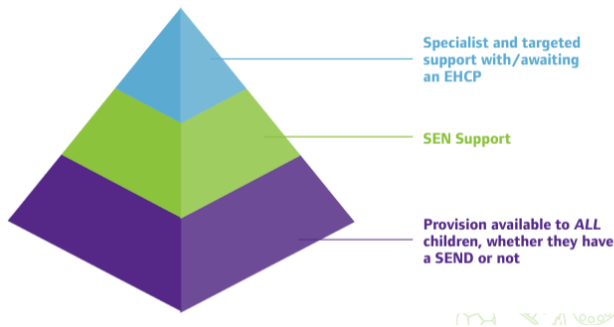 Specialist and targeted
support with/awaiting
an EHCP
SEN Support
Provision available to ALL
children, whether they have
a SEND or not